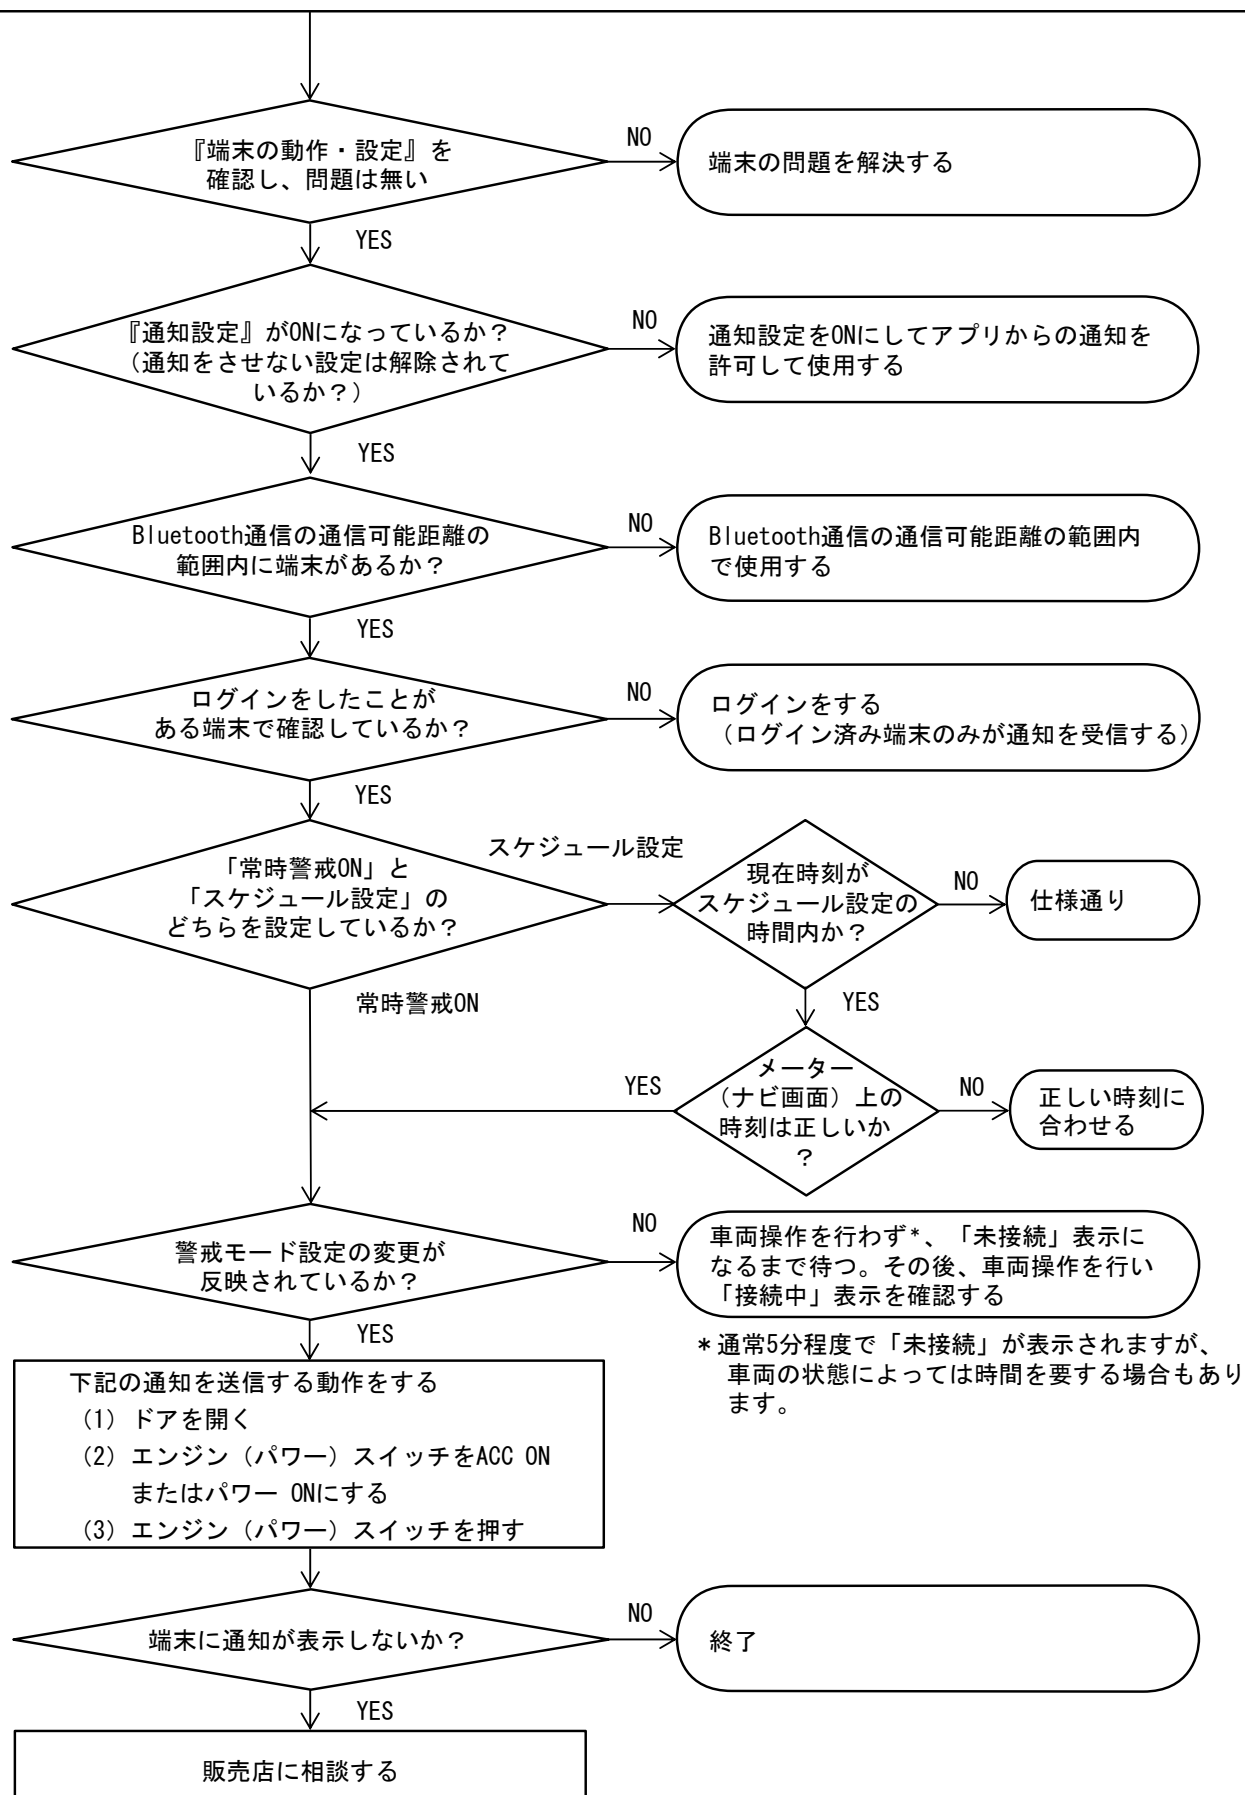 『端末の動作・設定』を
確認し、問題は無い
NO
端末の問題を解決する
YES
『通知設定』がONになっているか？
（通知をさせない設定は解除されて
いるか？）
NO
通知設定をONにしてアプリからの通知を
許可して使用する
YES
Bluetooth通信の通信可能距離の
範囲内に端末があるか？
NO
Bluetooth通信の通信可能距離の範囲内
で使用する
YES
ログインをしたことが
ある端末で確認しているか？
NO
ログインをする
（ログイン済み端末のみが通知を受信する）
YES
「常時警戒ON」と
「スケジュール設定」の
どちらを設定しているか？
スケジュール設定
現在時刻が
スケジュール設定の
時間内か？
NO
仕様通り
常時警戒ON
YES
メーター
（ナビ画面）上の
時刻は正しいか
？
YES
NO
正しい時刻に
合わせる
警戒モード設定の変更が
反映されているか？
NO
車両操作を行わず*、「未接続」表示に
なるまで待つ。その後、車両操作を行い
「接続中」表示を確認する
YES
*通常5分程度で「未接続」が表示されますが、
車両の状態によっては時間を要する場合もあり
ます。
下記の通知を送信する動作をする
（1）ドアを開く
（2）エンジン（パワー）スイッチをACC ON
またはパワー ONにする
（3）エンジン（パワー）スイッチを押す
端末に通知が表示しないか？
NO
終了
YES
販売店に相談する